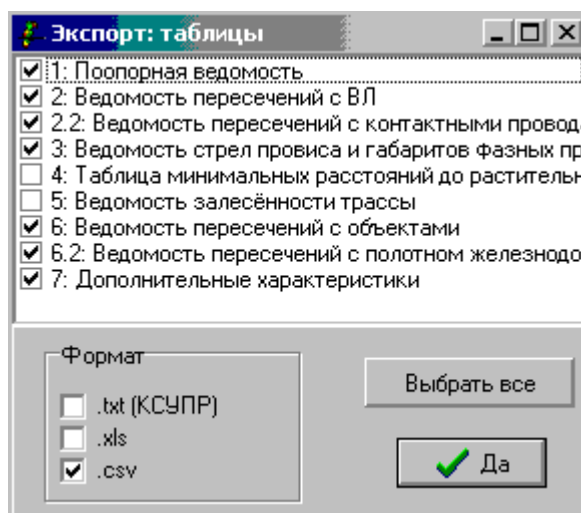 Экспорт: таблицы
1: Поопорная ведомость
2: Ведомость пересечений с ВЛ
2.2: Ведомость пересечений с контактными провод
3: Ведомость стрел провиса и габаритов фазных пр
4: Таблица минимальных расстояний до раститель
5: Ведомость залесённости трассы
6: Ведомость пересечений с объектами
6.2: Ведомость пересечений с полотном железнодо
7: Дополнительные характеристики
Формат
.txt (КСУПР)
.xls
.csv
Выбрать все
Да